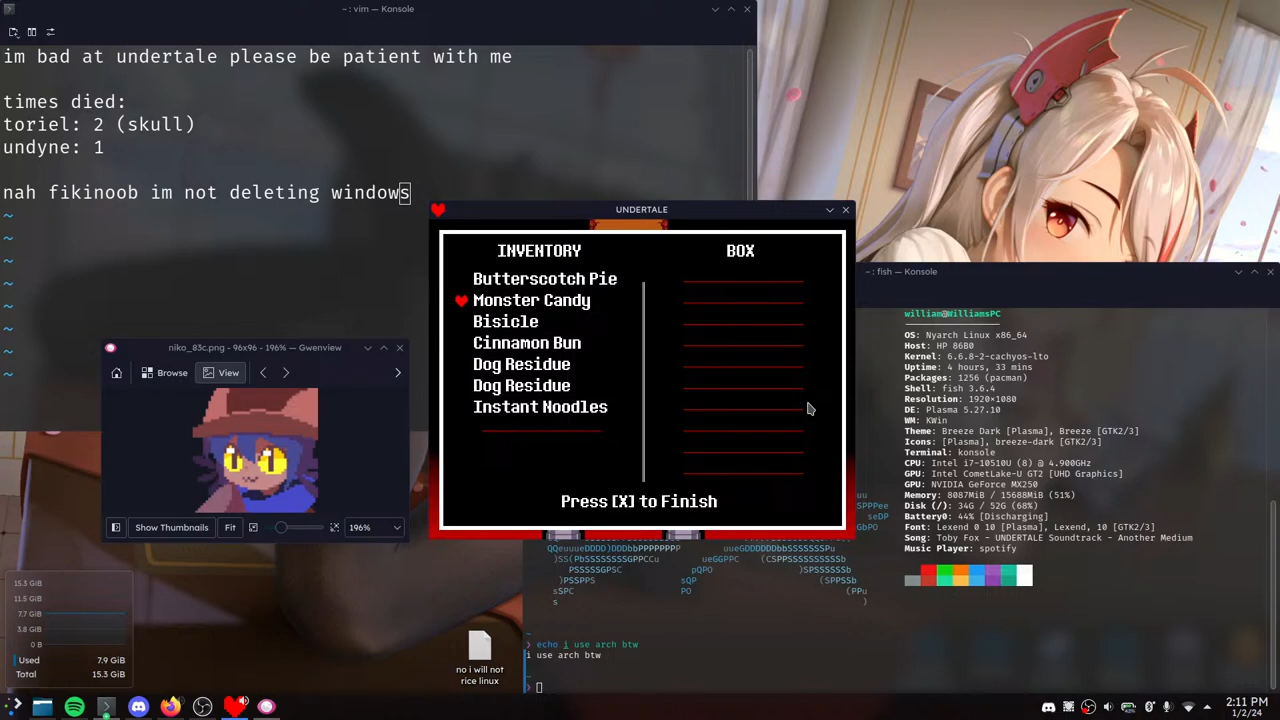 ~ : vim — Konsole
im bad at undertale please be patient with me
times died:
toriel: 2 (skull)
undyne: 1
nah fikinoob im not deleting windows
~
~
~
~
~
~
~
~
UNDERTALE
INVENTORY
BOX
Butterscotch Pie
Monster Candy
Bisicle
Cinnamon Bun
Dog Residue
Dog Residue
Instant Noodles
Press [X] to Finish
niko_83c.png - 96x96 - 196% — Gwenview
Browse
View
Show Thumbnails
Fit
196%
~ : fish — Konsole
william@WilliamsPC
OS: Nyarch Linux x86_64
Host: HP 86B0
Kernel: 6.6.8-2-cachyos-lto
Uptime: 4 hours, 33 mins
Packages: 1256 (pacman)
Shell: fish 3.6.4
Resolution: 1920×1080
DE: Plasma 5.27.10
WM: KWin
Theme: Breeze Dark [Plasma], Breeze [GTK2/3]
Icons: [Plasma], breeze-dark [GTK2/3]
Terminal: konsole
CPU: Intel i7-10510U (8) @ 4.900GHz
GPU: Intel CometLake-U GT2 [UHD Graphics]
GPU: NVIDIA GeForce MX250
Memory: 8087MiB / 15688MiB (51%)
Disk (/): 34G / 52G (68%)
Battery0: 44% [Discharging]
Font: Lexend 0 10 [Plasma], Lexend, 10 [GTK2/3]
Song: Toby Fox - UNDERTALE Soundtrack - Another Medium
Music Player: spotify
~
❯ echo i use arch btw
i use arch btw
~
❯
15.3 GiB
11.5 GiB
7.7 GiB
3.8 GiB
0 B
Used 7.9 GiB
Total 15.3 GiB
no i will not
rice linux
2:11 PM
1/2/24